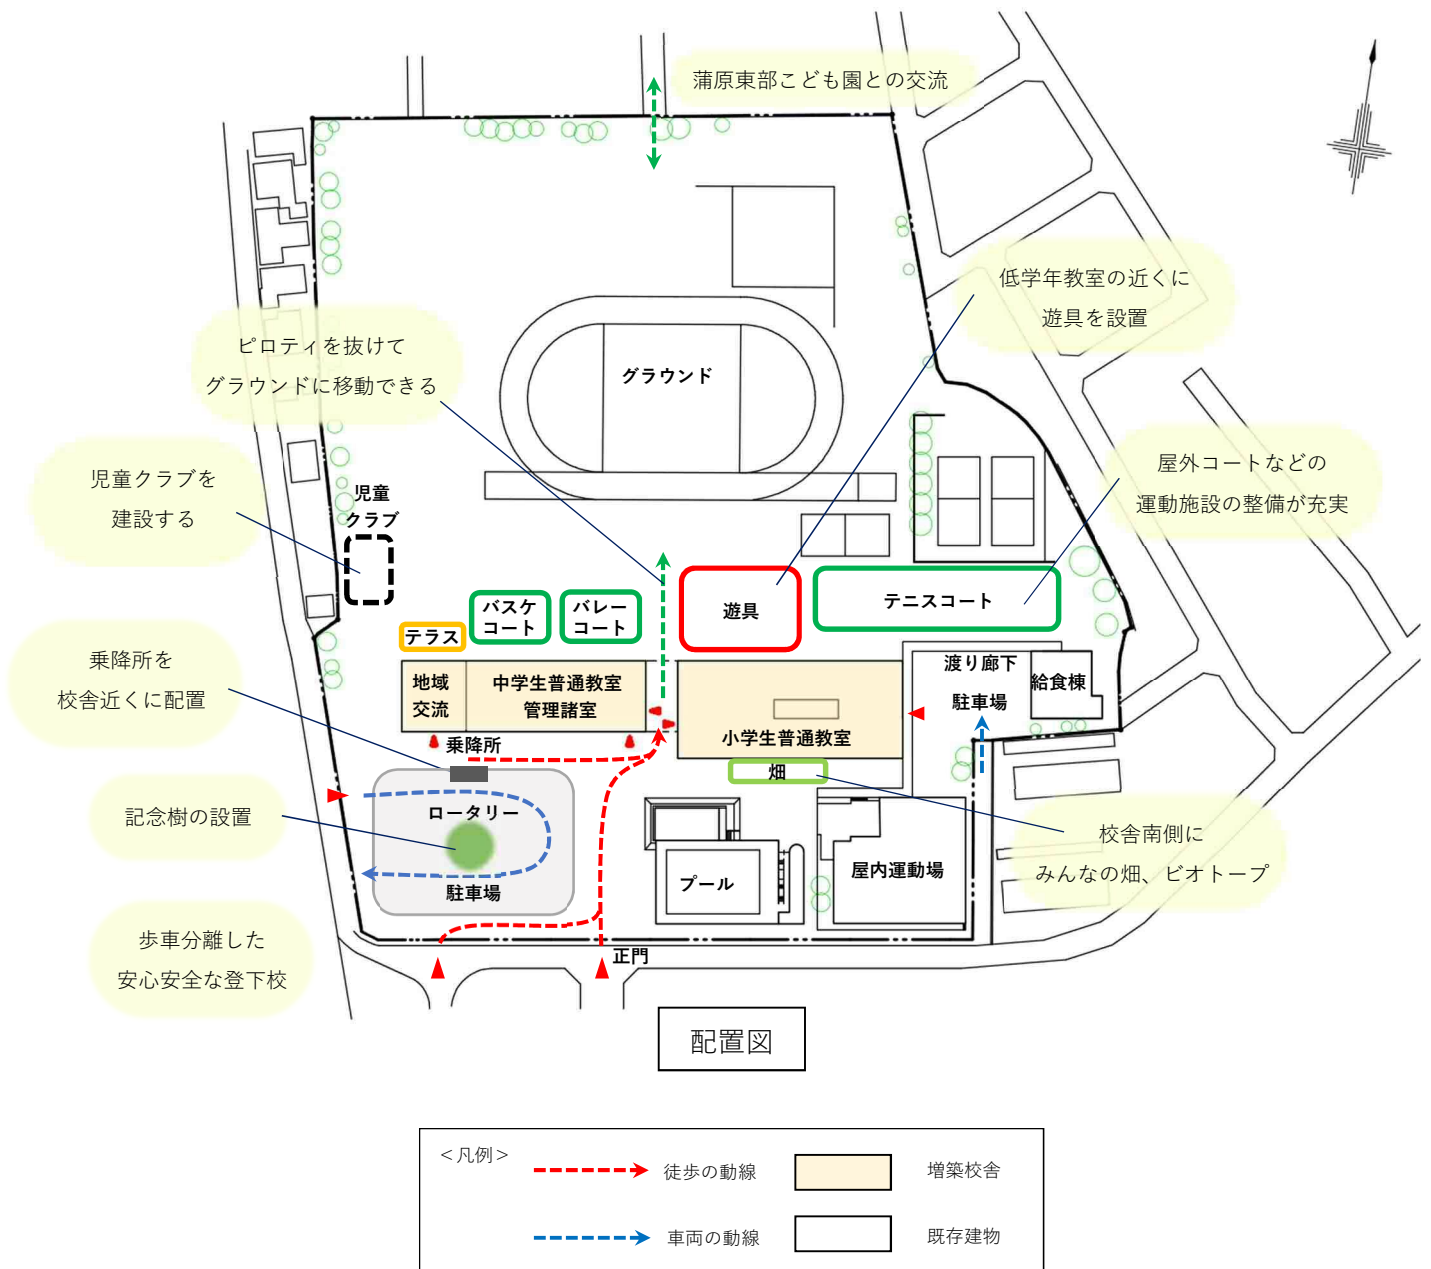 蒲原東部こども園との交流
低学年教室の近くに
遊具を設置
ピロティを抜けて
グラウンドに移動できる
グラウンド
屋外コートなどの
運動施設の整備が充実
児童クラブを
建設する
児童
クラブ
バスケ
コート
バレー
コート
遊具
テニスコート
テラス
乗降所を
校舎近くに配置
地域
交流
中学生普通教室
管理諸室
小学生普通教室
渡り廊下
駐車場
給食棟
乗降所
畑
記念樹の設置
ロータリー
駐車場
プール
屋内運動場
校舎南側に
みんなの畑、ビオトープ
歩車分離した
安心安全な登下校
正門
配置図
<凡例>
徒歩の動線
増築校舎
車両の動線
既存建物